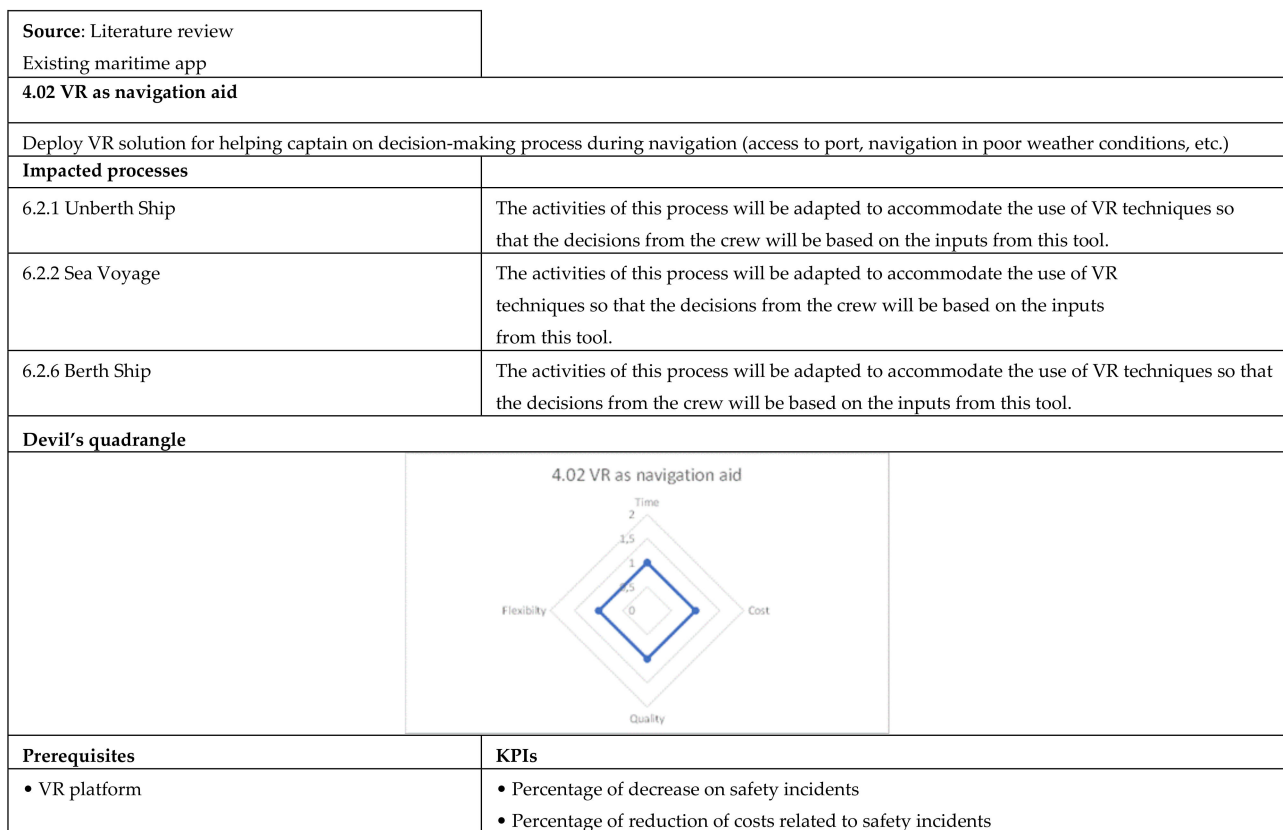 Source: Literature review
Existing maritime app
4.02 VR as navigation aid
Deploy VR solution for helping captain on decision-making process during navigation (access to port, navigation in poor weather conditions, etc.)
Impacted processes
6.2.1 Unberth Ship
The activities of this process will be adapted to accommodate the use of VR techniques so
that the decisions from the crew will be based on the inputs from this tool.
6.2.2 Sea Voyage
The activities of this process will be adapted to accommodate the use of VR
techniques so that the decisions from the crew will be based on the inputs
from this tool.
6.2.6 Berth Ship
The activities of this process will be adapted to accommodate the use of VR techniques so that
the decisions from the crew will be based on the inputs from this tool.
Devil’s quadrangle
4.02 VR as navigation aid
Time
2
1,5
1
0,5
Flexibilty
0
Cost
Quality
Prerequisites
KPIs
• VR platform
• Percentage of decrease on safety incidents
• Percentage of reduction of costs related to safety incidents